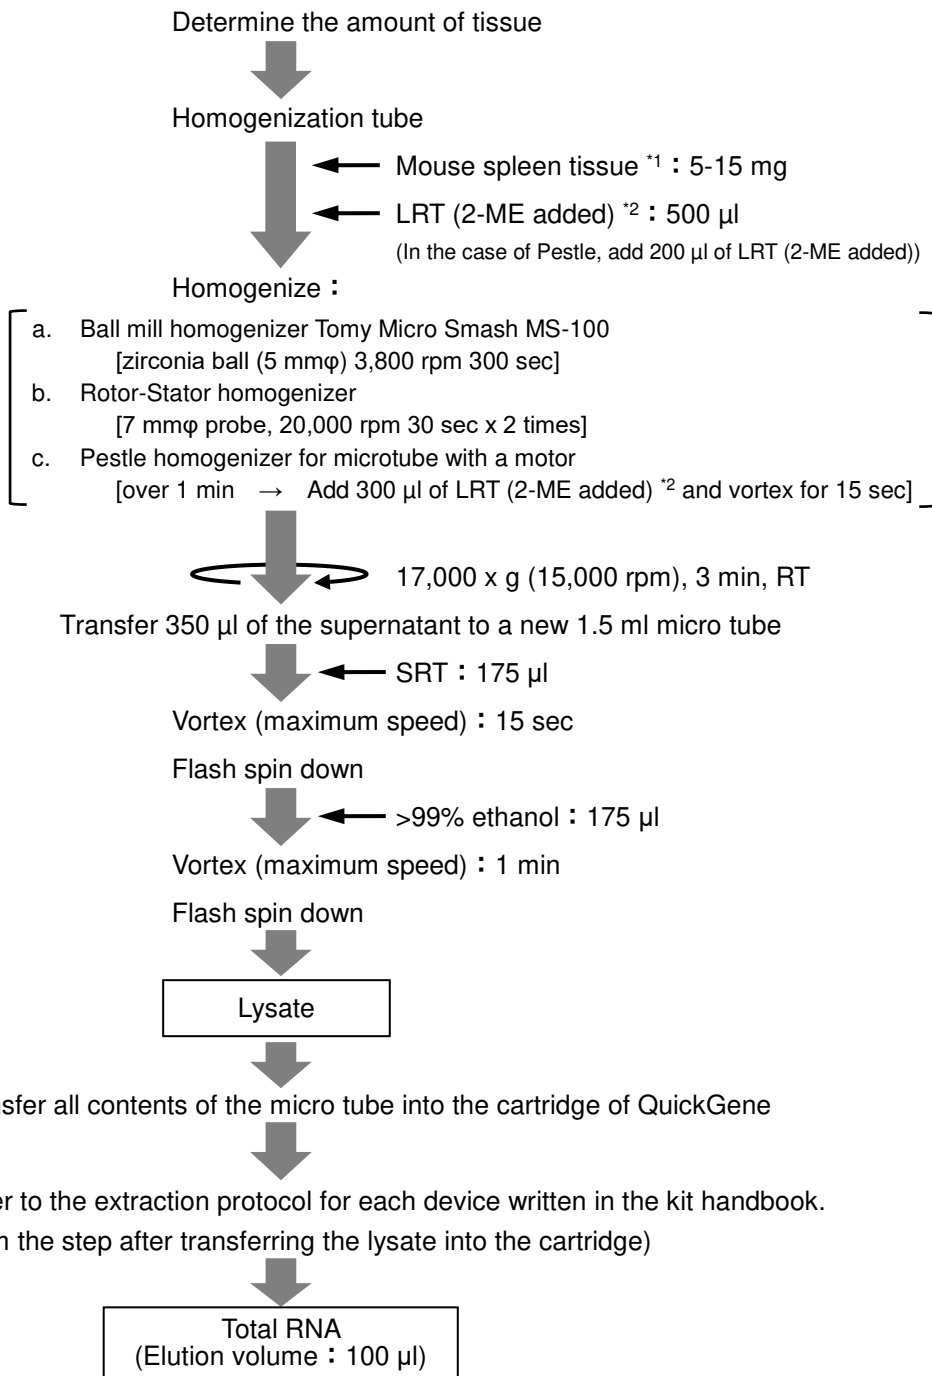 Determine the amount of tissue
Homogenization tube
Mouse spleen tissue *1：5-15 mg
LRT (2-ME added) *2：500 µl
(In the case of Pestle, add 200 µl of LRT (2-ME added))
Homogenize：
a. Ball mill homogenizer Tomy Micro Smash MS-100
[zirconia ball (5 mmφ) 3,800 rpm 300 sec]
b. Rotor-Stator homogenizer
[7 mmφ probe, 20,000 rpm 30 sec x 2 times]
c. Pestle homogenizer for microtube with a motor
[over 1 min → Add 300 µl of LRT (2-ME added) *2 and vortex for 15 sec]
17,000 x g (15,000 rpm), 3 min, RT
Transfer 350 µl of the supernatant to a new 1.5 ml micro tube
SRT：175 µl
Vortex (maximum speed)：15 sec
Flash spin down
>99% ethanol：175 µl
Vortex (maximum speed)：1 min
Flash spin down
Lysate
sfer all contents of the micro tube into the cartridge of QuickGene
er to the extraction protocol for each device written in the kit handbook.
the step after transferring the lysate into the cartridge)
Total RNA
(Elution volume：100 µl)